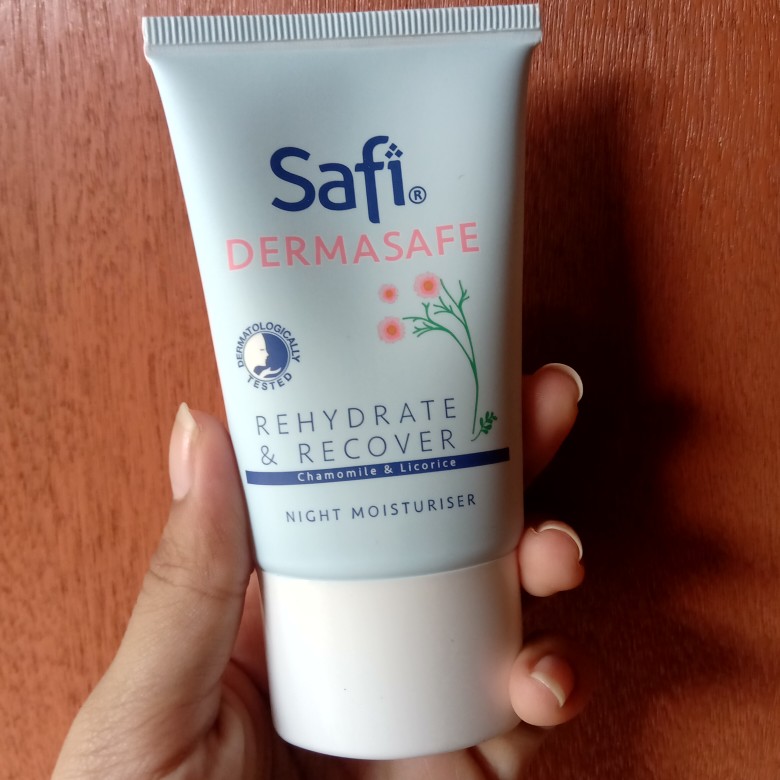 Safi®
DERMASAFE
DERMATOLOGICALLY
TESTED
REHYDRATE
& RECOVER
Chamomile & Licorice
NIGHT MOISTURISER